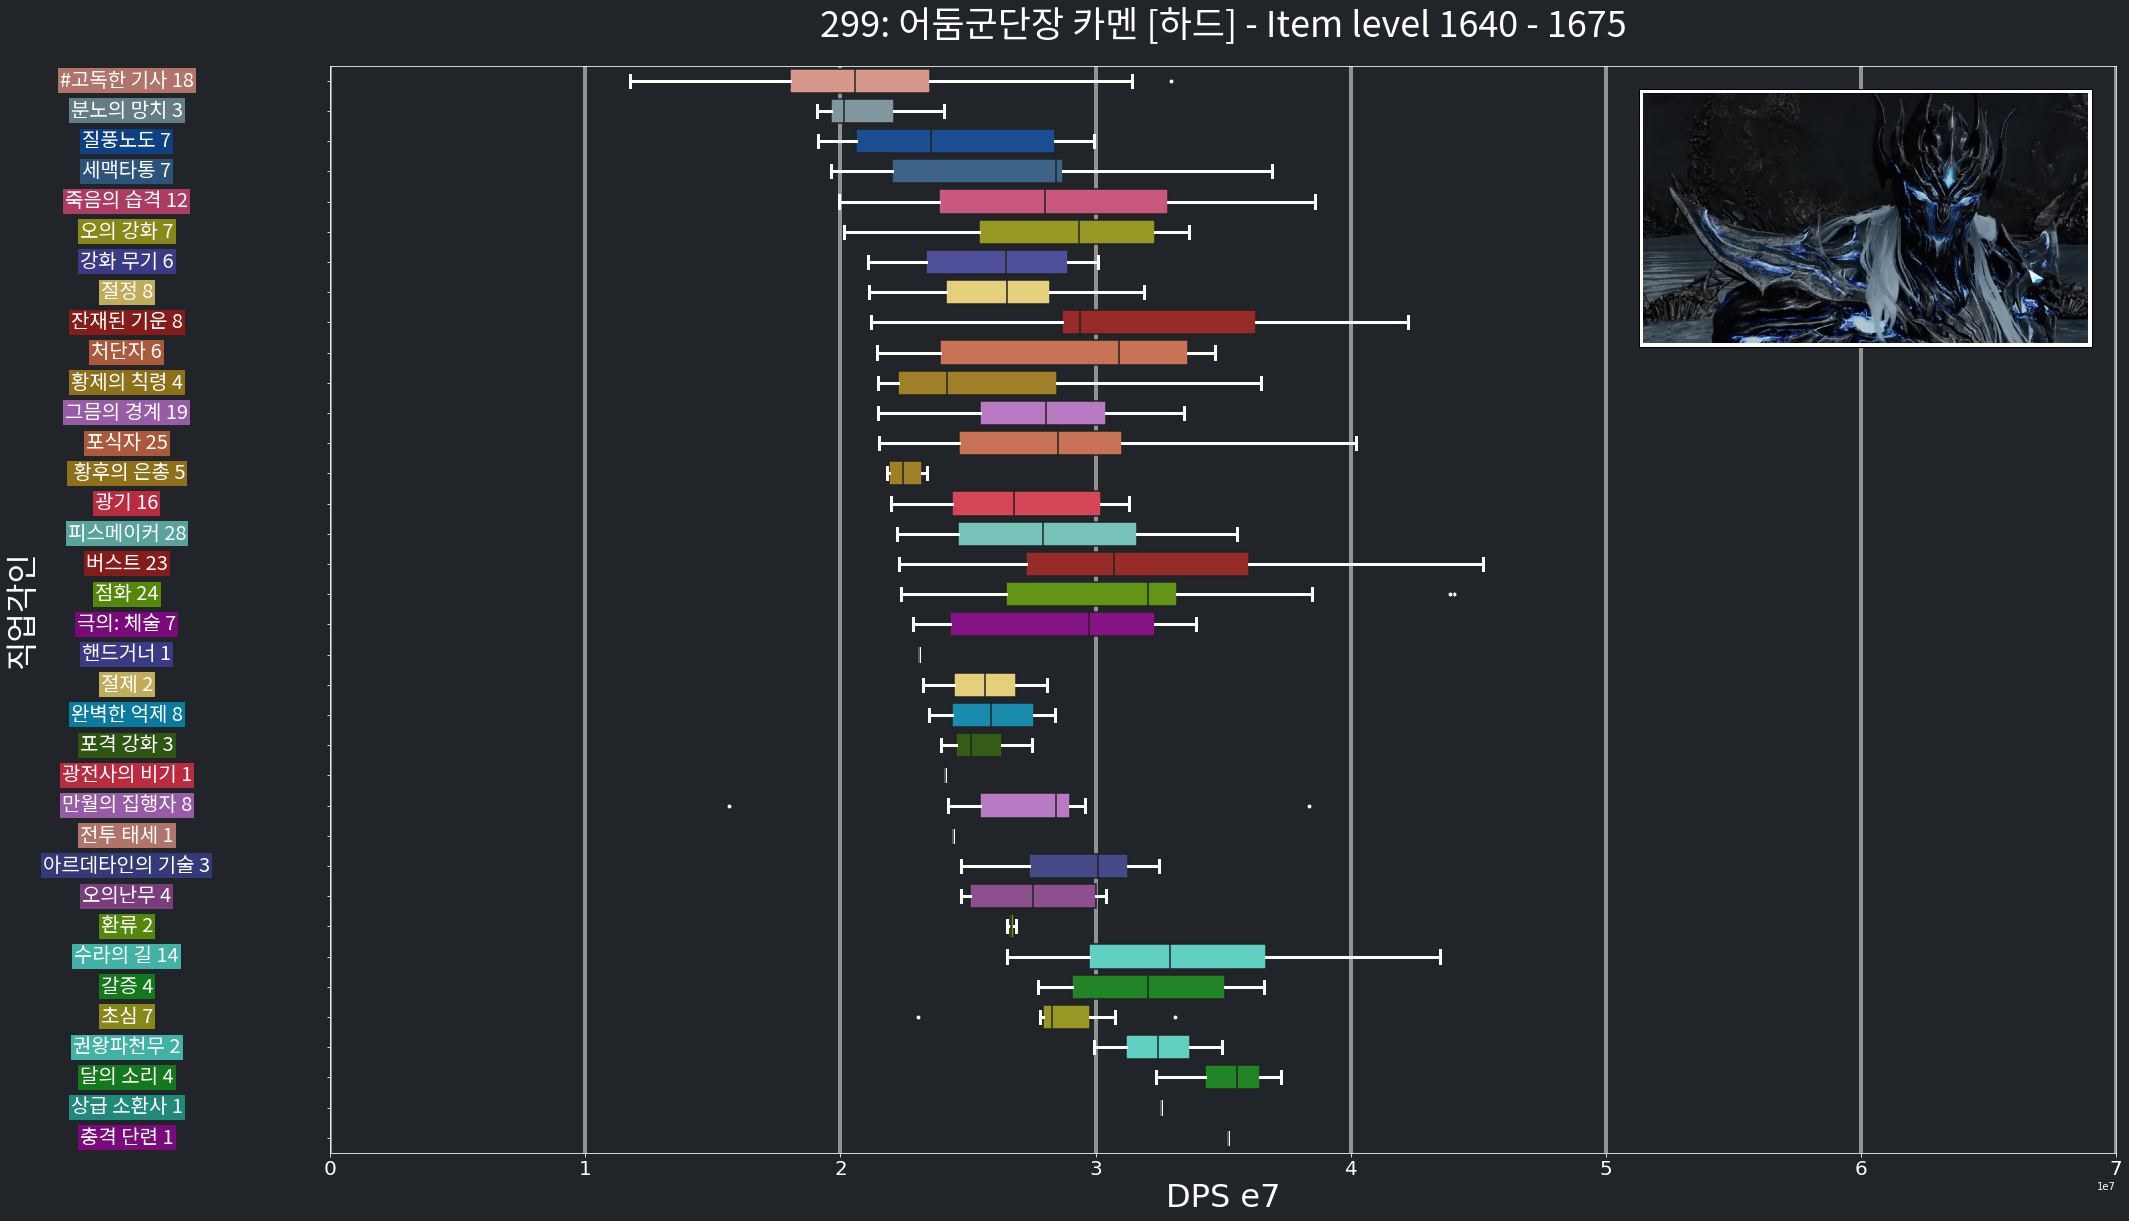 299: 어둠군단장 카멘 [하드] - Item level 1640 - 1675
#고독한 기사 18
분노의 망치 3
질풍노도 7
세맥타통 7
죽음의 습격 12
오의 강화 7
강화 무기 6
절정 8
잔재된 기운 8
처단자 6
황제의 칙령 4
그믐의 경계 19
포식자 25
황후의 은총 5
광기 16
피스메이커 28
버스트 23
점화 24
극의: 체술 7
핸드거너 1
절제 2
완벽한 억제 8
포격 강화 3
광전사의 비기 1
만월의 집행자 8
전투 태세 1
아르데타인의 기술 3
오의난무 4
환류 2
수라의 길 14
갈증 4
초심 7
권왕파천무 2
달의 소리 4
상급 소환사 1
충격 단련 1
직업각인
0 1 2 3 4 5 6 7
1e7
DPS e7